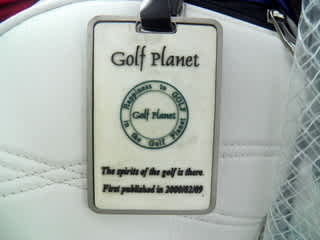 Golf Planet
Happiness to GOLF
Golf Planet
is the Golf Planet
The spirits of the golf is there.
First published in 2000/02/09